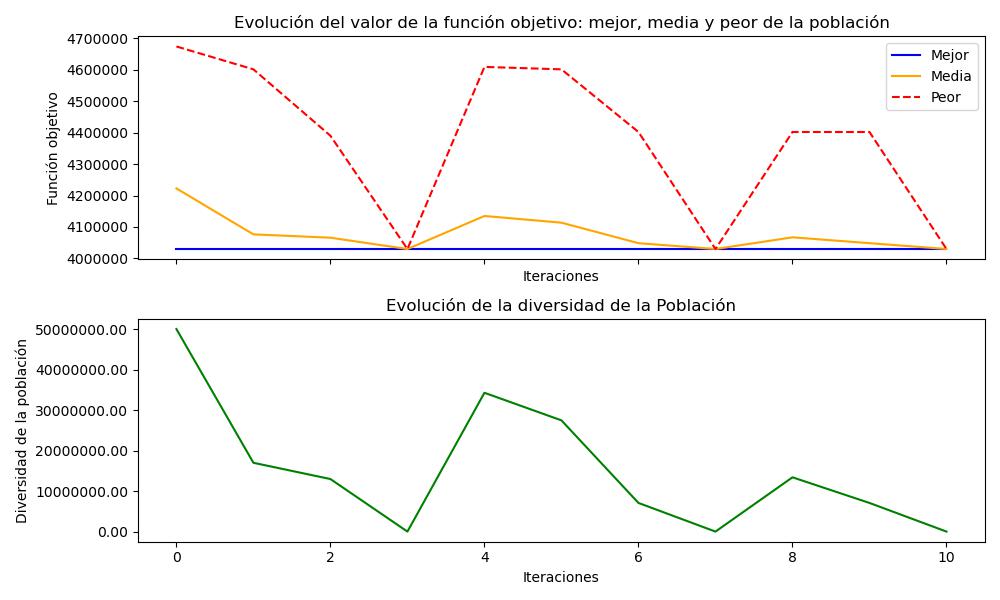 Evolución del valor de la función objetivo: mejor, media y peor de la población
4700000
4600000
4500000
4400000
4300000
4200000
4100000
4000000
Función objetivo
Mejor
Media
Peor
Iteraciones
Evolución de la diversidad de la Población
50000000.00
40000000.00
30000000.00
20000000.00
10000000.00
0.00
Diversidad de la población
0 2 4 6 8 10
Iteraciones